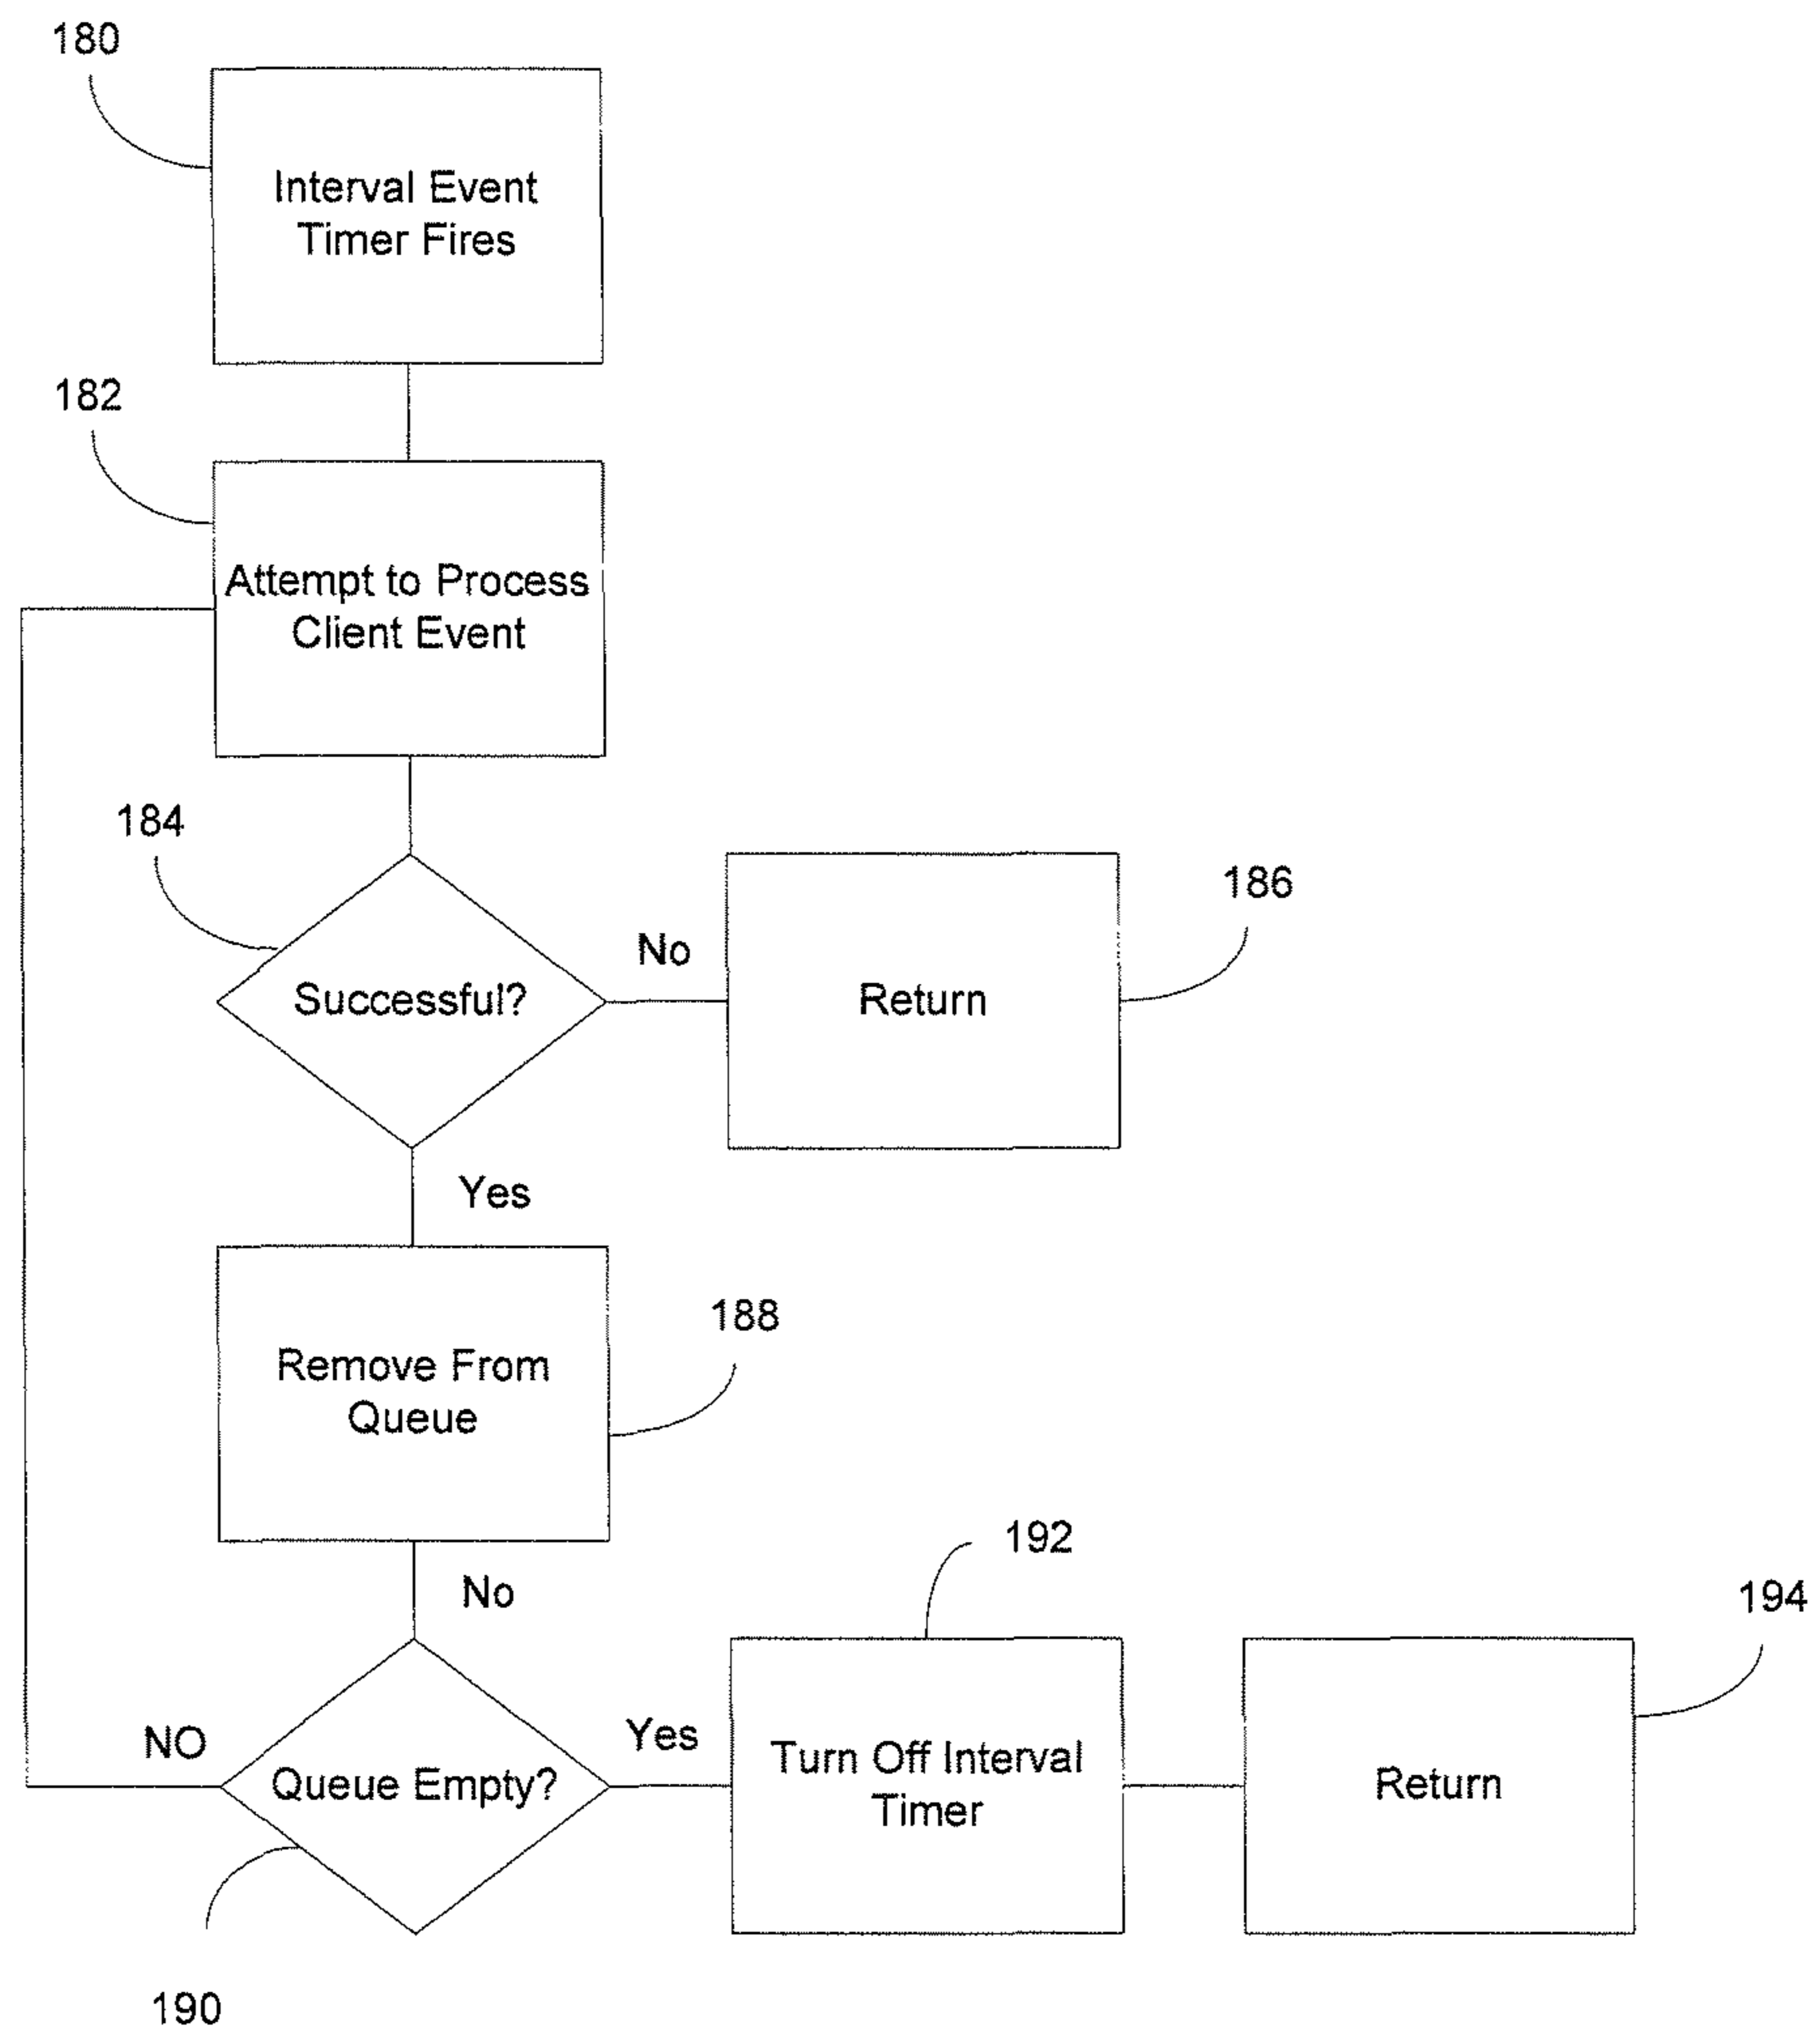 180
Interval Event
Timer Fires
182
Attempt to Process
Client Event
184
Successful?
No
Return
186
Yes
Remove From
Queue
188
No
192
194
NO
Queue Empty?
Yes
Turn Off Interval
Timer
Return
190